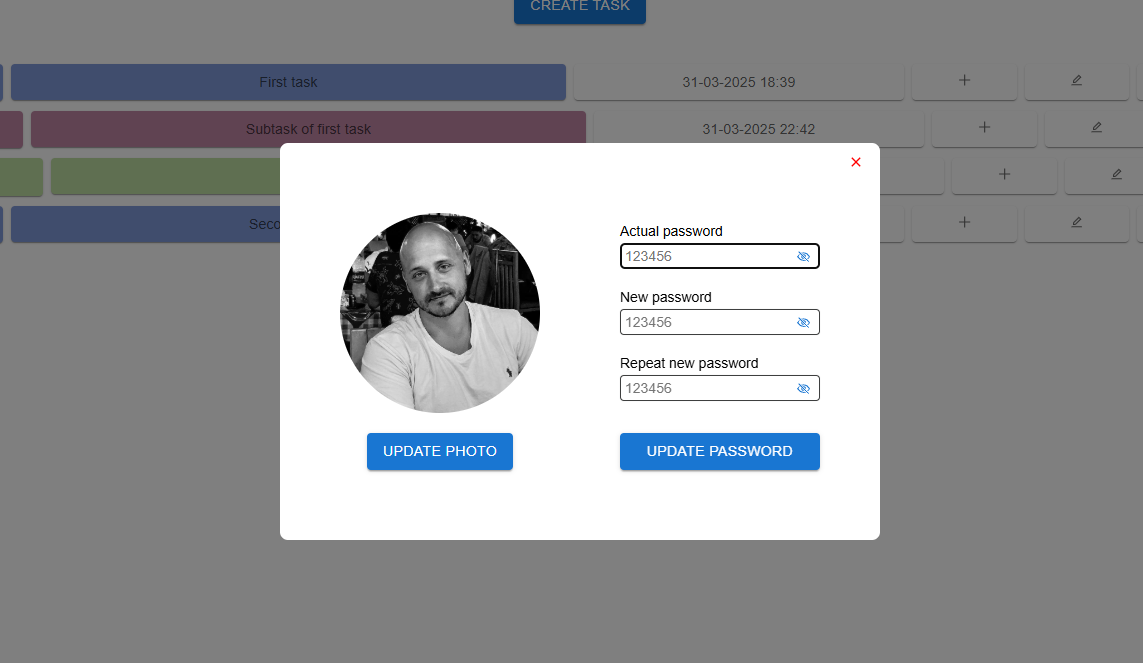 CREATE TASK
First task
31-03-2025 18:39
Subtask of first task
31-03-2025 22:42
Actual password
123456
New password
123456
Repeat new password
123456
UPDATE PHOTO
UPDATE PASSWORD